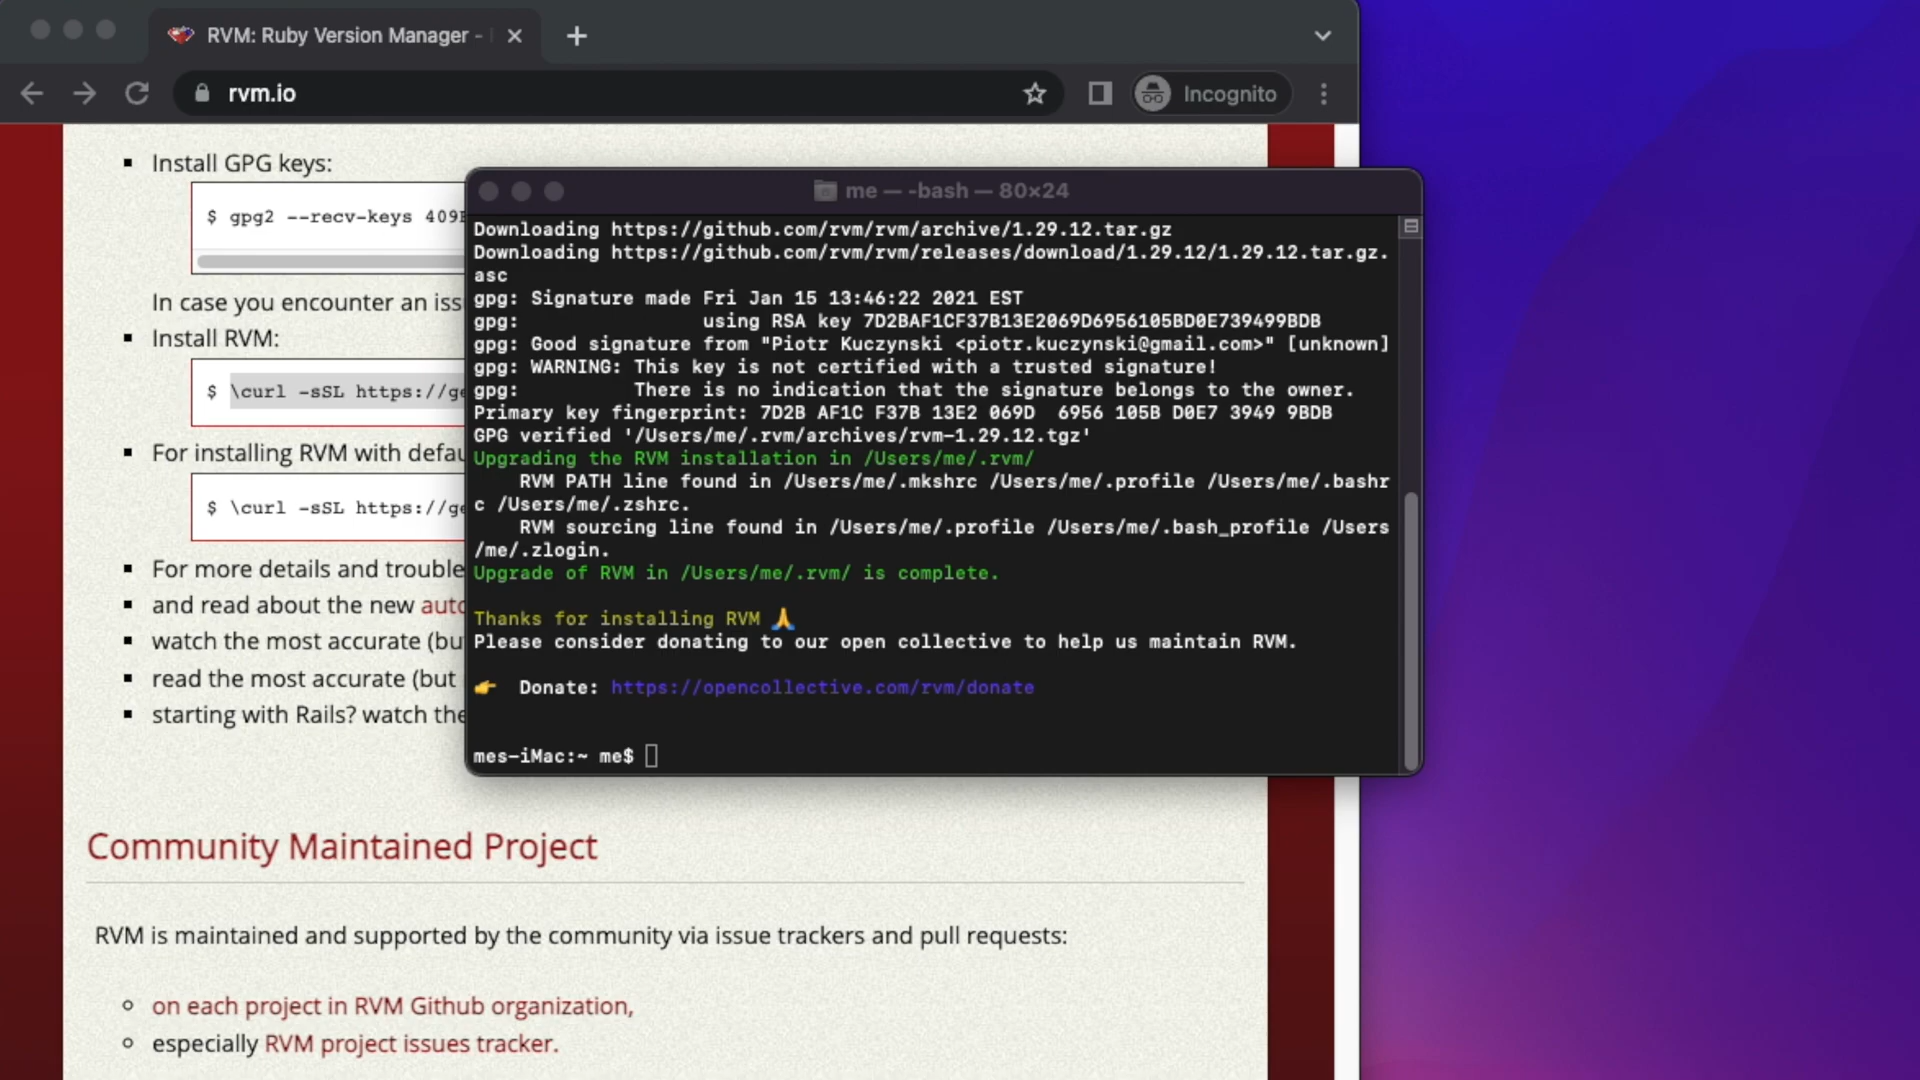 RVM: Ruby Version Manager -
rvm.io
Incognito
Install GPG keys:
$ gpg2 --recv-keys 409
In case you encounter an iss
Install RVM:
$ \curl -sSL https://ge
For installing RVM with defau
$ \curl -sSL https://ge
For more details and trouble
and read about the new auto
watch the most accurate (bu
read the most accurate (but
starting with Rails? watch the
me — -bash — 80×24
Downloading https://github.com/rvm/rvm/archive/1.29.12.tar.gz
Downloading https://github.com/rvm/rvm/releases/download/1.29.12/1.29.12.tar.gz.
asc
gpg: Signature made Fri Jan 15 13:46:22 2021 EST
gpg:                using RSA key 7D2BAF1CF37B13E2069D6956105BD0E739499BDB
gpg: Good signature from "Piotr Kuczynski <piotr.kuczynski@gmail.com>" [unknown]
gpg: WARNING: This key is not certified with a trusted signature!
gpg:          There is no indication that the signature belongs to the owner.
Primary key fingerprint: 7D2B AF1C F37B 13E2 069D  6956 105B D0E7 3949 9BDB
GPG verified '/Users/me/.rvm/archives/rvm-1.29.12.tgz'
Upgrading the RVM installation in /Users/me/.rvm/
    RVM PATH line found in /Users/me/.mkshrc /Users/me/.profile /Users/me/.bashr
c /Users/me/.zshrc.
    RVM sourcing line found in /Users/me/.profile /Users/me/.bash_profile /Users
/me/.zlogin.
Upgrade of RVM in /Users/me/.rvm/ is complete.
Thanks for installing RVM 🙏
Please consider donating to our open collective to help us maintain RVM.
👉  Donate: https://opencollective.com/rvm/donate
mes-iMac:~ me$
Community Maintained Project
RVM is maintained and supported by the community via issue trackers and pull requests:
on each project in RVM Github organization,
especially RVM project issues tracker.